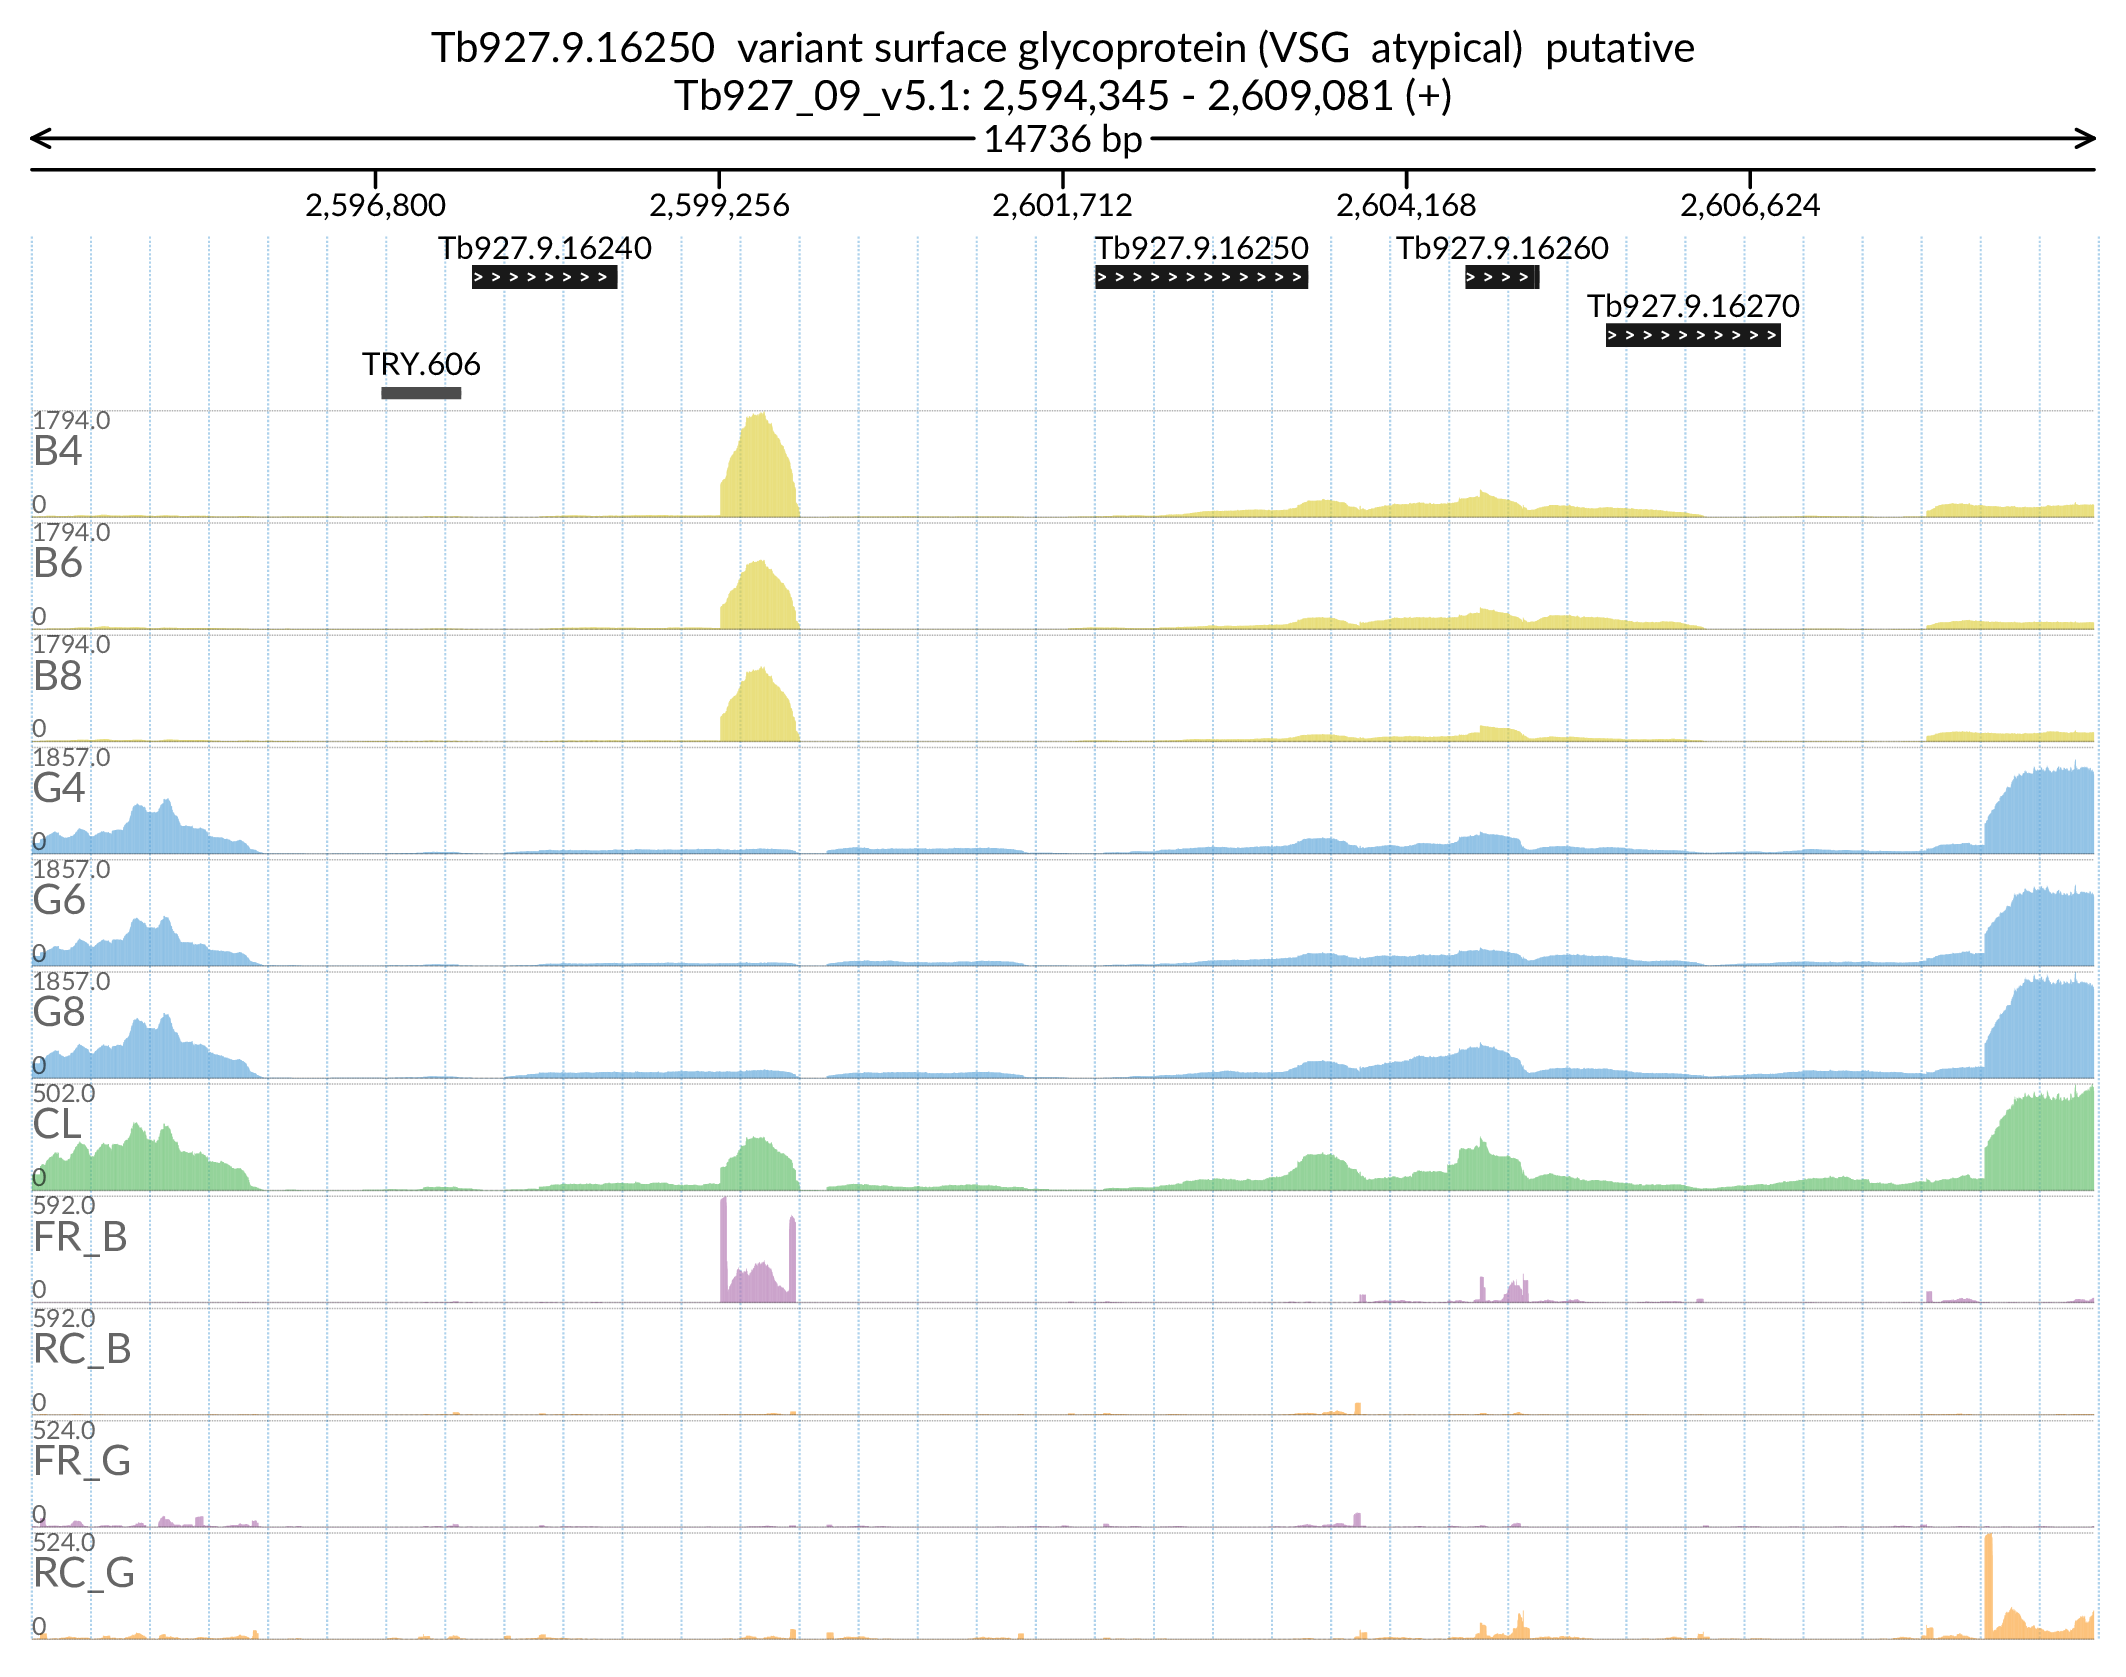 Tb927.9.16250  variant surface glycoprotein (VSG  atypical)  putative
Tb927_09_v5.1: 2,594,345 - 2,609,081 (+)
14736 bp
2,596,800 2,599,256 2,601,712 2,604,168 2,606,624
Tb927.9.16240 Tb927.9.16250 Tb927.9.16260
Tb927.9.16270
TRY.606
1794.0
B4
0
1794.0
B6
0
1794.0
B8
0
1857.0
G4
0
1857.0
G6
0
1857.0
G8
0
502.0
CL
0
592.0
FR_B
0
592.0
RC_B
0
524.0
FR_G
0
524.0
RC_G
0